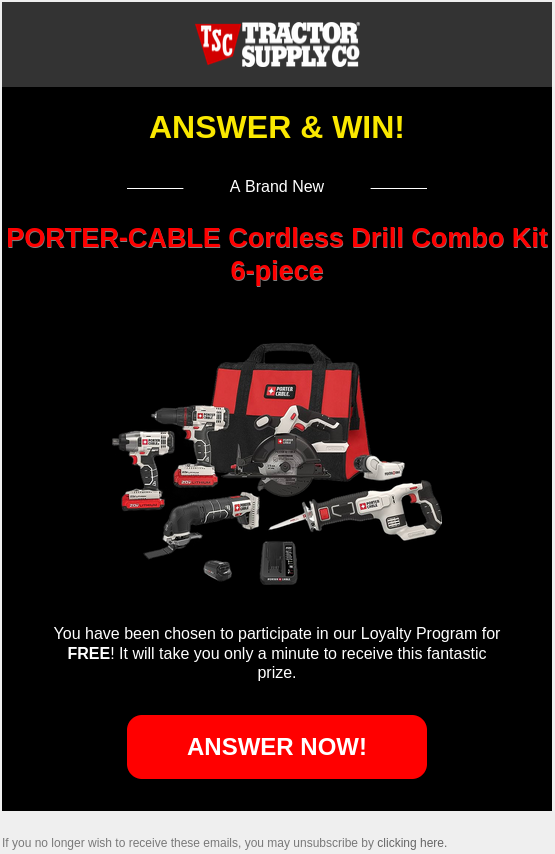 TSC TRACTOR
SUPPLY CO
ANSWER & WIN!
A Brand New
PORTER-CABLE Cordless Drill Combo Kit
6-piece
PORTER
CABLE
You have been chosen to participate in our Loyalty Program for
FREE! It will take you only a minute to receive this fantastic
prize.
ANSWER NOW!
If you no longer wish to receive these emails, you may unsubscribe by clicking here.